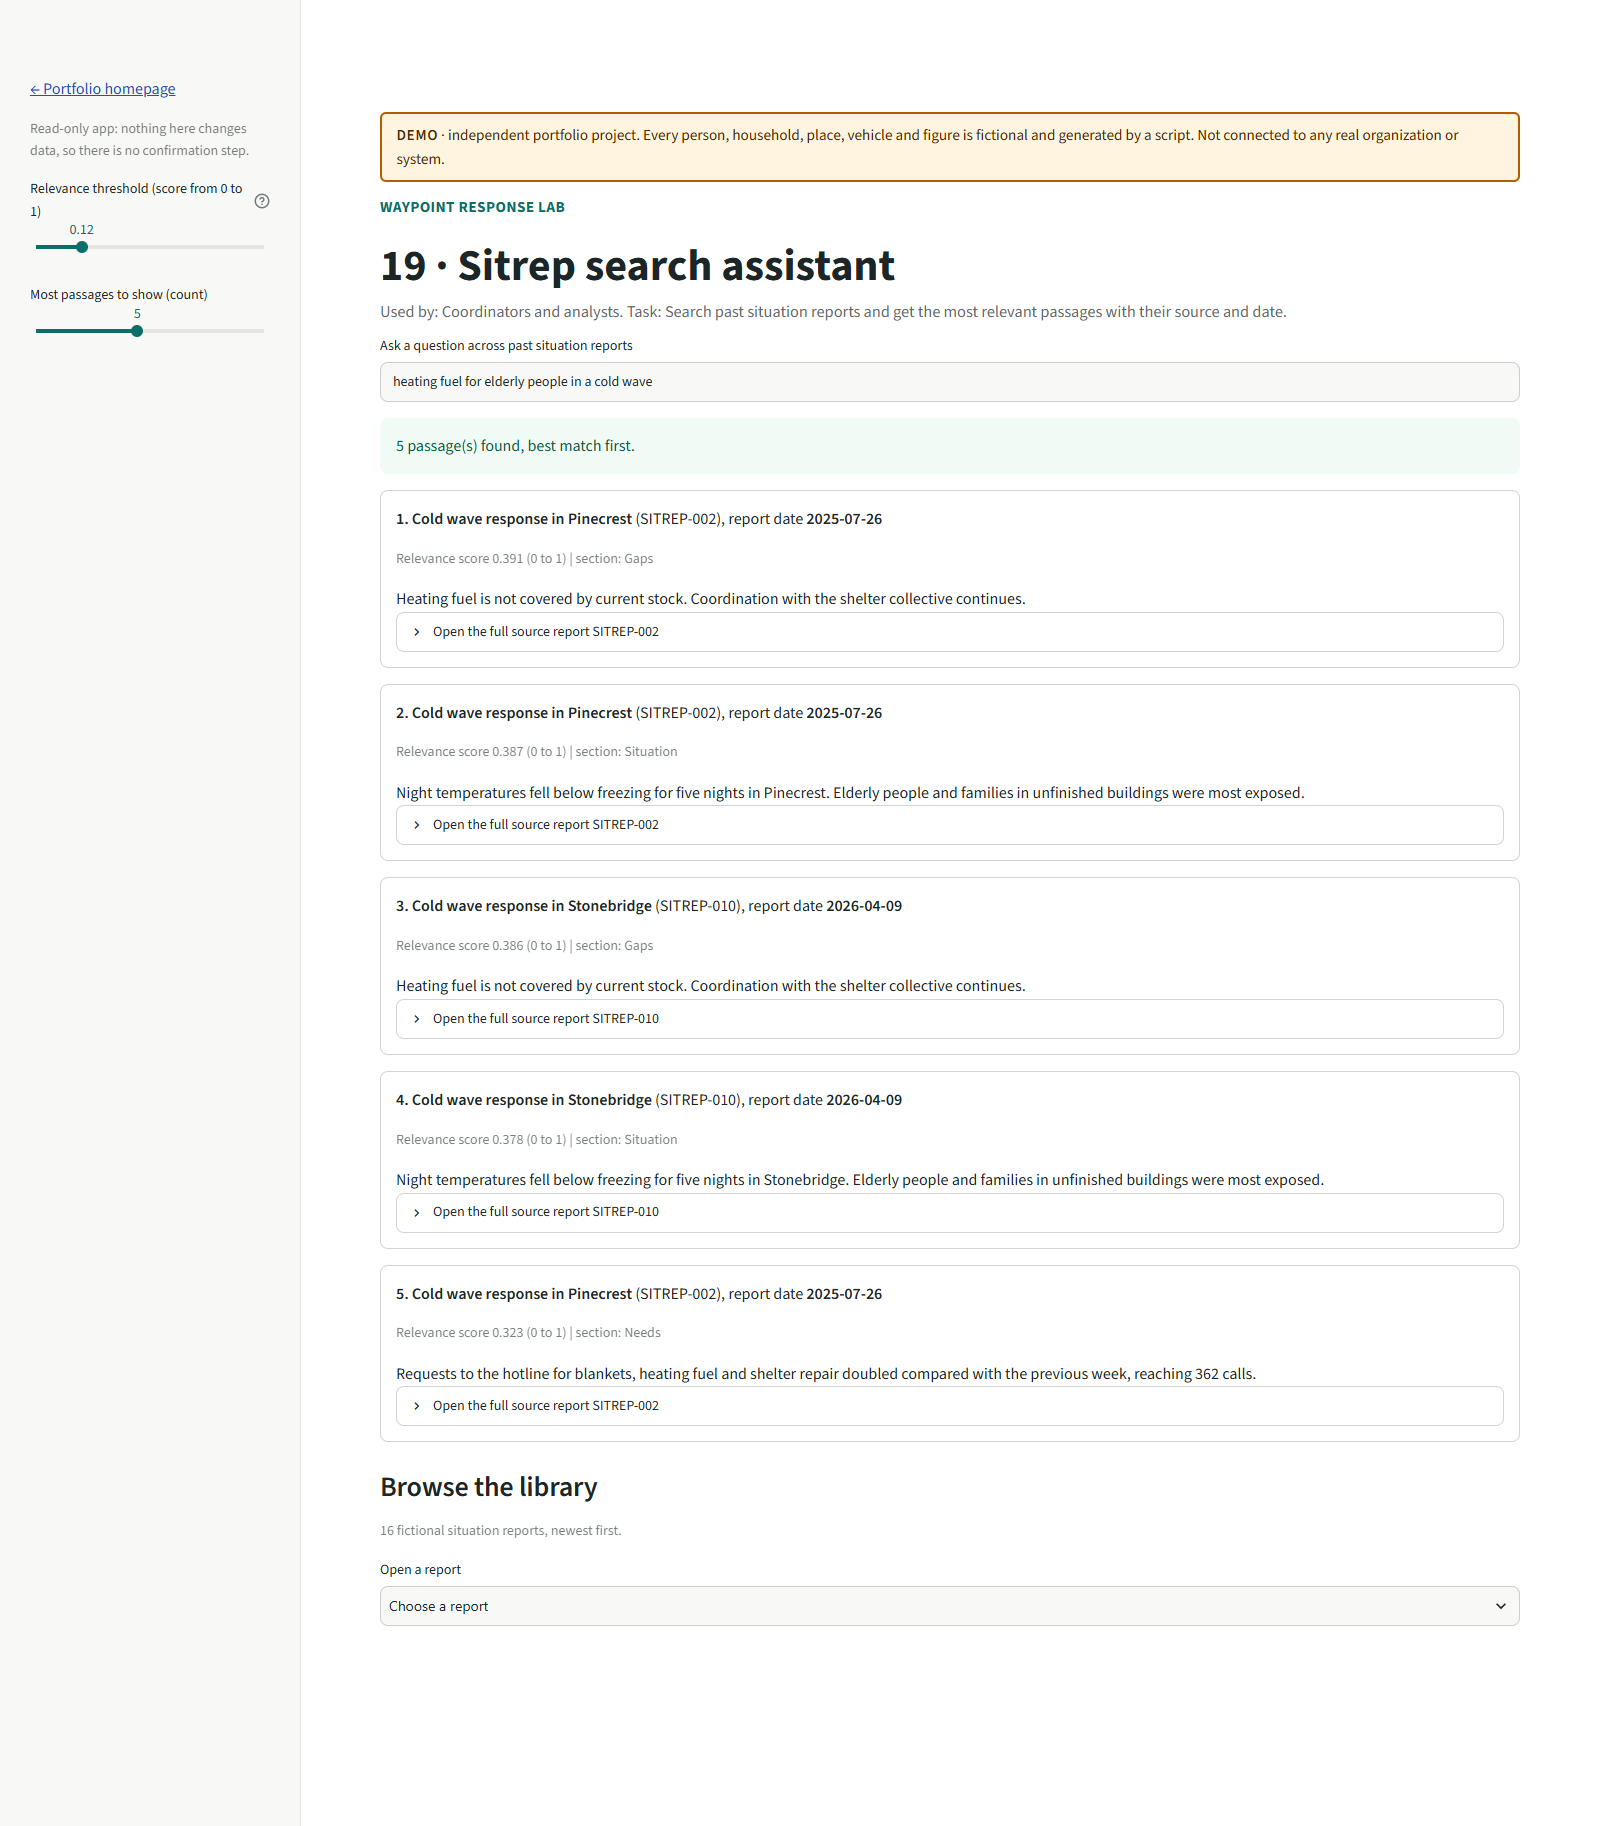 ← Portfolio homepage
Read-only app: nothing here changes
data, so there is no confirmation step.
Relevance threshold (score from 0 to
1)
0.12
Most passages to show (count)
5
DEMO · independent portfolio project. Every person, household, place, vehicle and figure is fictional and generated by a script. Not connected to any real organization or
system.
WAYPOINT RESPONSE LAB
19 · Sitrep search assistant
Used by: Coordinators and analysts. Task: Search past situation reports and get the most relevant passages with their source and date.
Ask a question across past situation reports
heating fuel for elderly people in a cold wave
5 passage(s) found, best match first.
1. Cold wave response in Pinecrest (SITREP-002), report date 2025-07-26
Relevance score 0.391 (0 to 1) | section: Gaps
Heating fuel is not covered by current stock. Coordination with the shelter collective continues.
Open the full source report SITREP-002
2. Cold wave response in Pinecrest (SITREP-002), report date 2025-07-26
Relevance score 0.387 (0 to 1) | section: Situation
Night temperatures fell below freezing for five nights in Pinecrest. Elderly people and families in unfinished buildings were most exposed.
Open the full source report SITREP-002
3. Cold wave response in Stonebridge (SITREP-010), report date 2026-04-09
Relevance score 0.386 (0 to 1) | section: Gaps
Heating fuel is not covered by current stock. Coordination with the shelter collective continues.
Open the full source report SITREP-010
4. Cold wave response in Stonebridge (SITREP-010), report date 2026-04-09
Relevance score 0.378 (0 to 1) | section: Situation
Night temperatures fell below freezing for five nights in Stonebridge. Elderly people and families in unfinished buildings were most exposed.
Open the full source report SITREP-010
5. Cold wave response in Pinecrest (SITREP-002), report date 2025-07-26
Relevance score 0.323 (0 to 1) | section: Needs
Requests to the hotline for blankets, heating fuel and shelter repair doubled compared with the previous week, reaching 362 calls.
Open the full source report SITREP-002
Browse the library
16 fictional situation reports, newest first.
Open a report
Choose a report